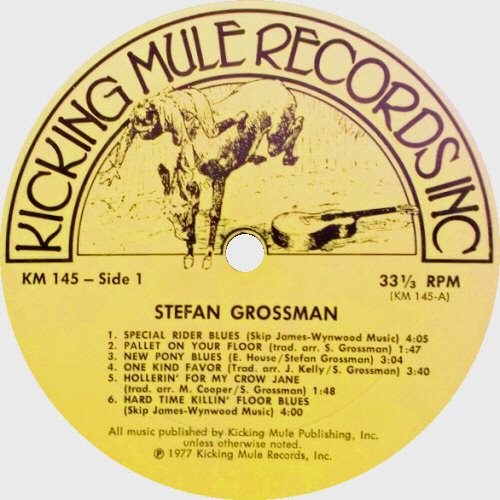 KICKING MULE RECORDS INC
KM 145 – Side 1
33⅓ RPM
(KM 145-A)
STEFAN GROSSMAN
1. SPECIAL RIDER BLUES (Skip James-Wynwood Music) 4:05
2. PALLET ON YOUR FLOOR (trad. arr. S. Grossman) 1:47
3. NEW PONY BLUES (E. House/Stefan Grossman) 3:04
4. ONE KIND FAVOR (Trad. arr. J. Kelly/S. Grossman) 3:40
5. HOLLERIN' FOR MY CROW JANE
(trad. arr. M. Cooper/S. Grossman) 1:48
6. HARD TIME KILLIN' FLOOR BLUES
(Skip James-Wynwood Music) 4:00
All music published by Kicking Mule Publishing, Inc.
unless otherwise noted.
℗ 1977 Kicking Mule Records, Inc.